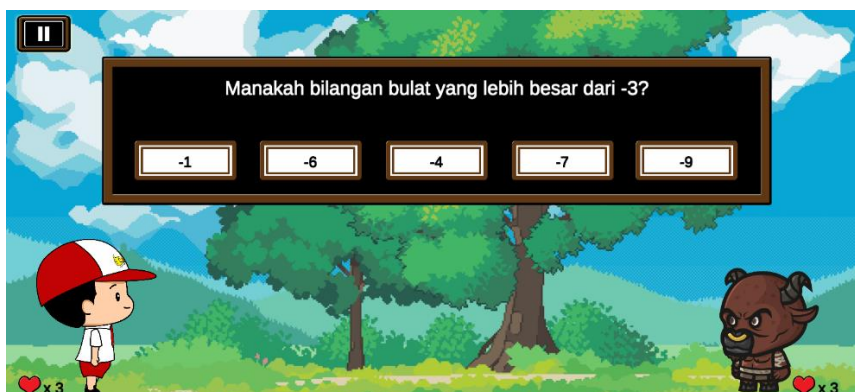 Manakah bilangan bulat yang lebih besar dari -3?
-1
-6
-4
-7
-9
x 3
x 3